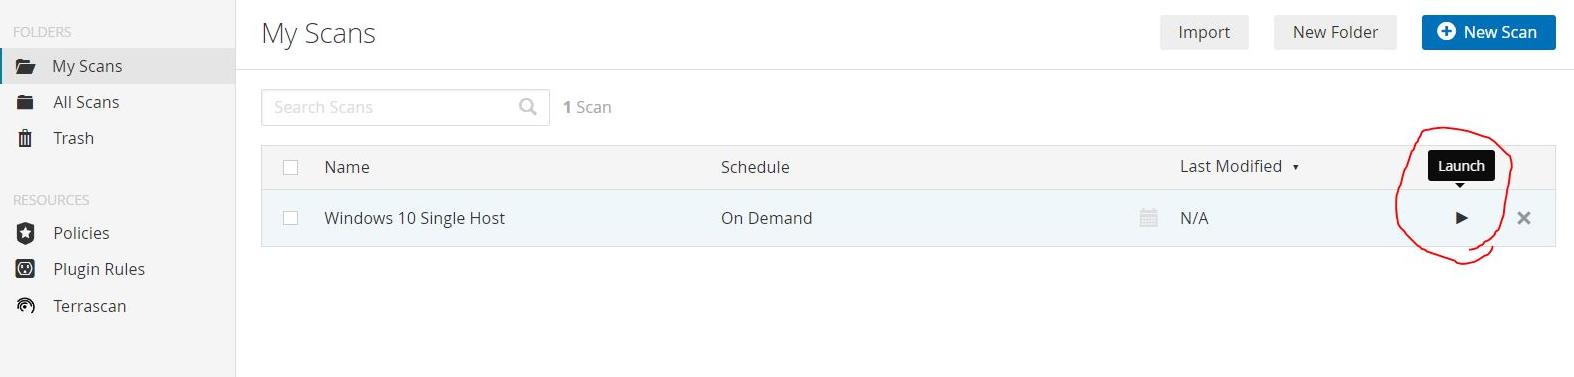 FOLDERS
My Scans
All Scans
Trash
RESOURCES
Policies
Plugin Rules
Terrascan
My Scans
Import
New Folder
New Scan
Search Scans
1 Scan
Name Schedule Last Modified
Launch
Windows 10 Single Host On Demand N/A